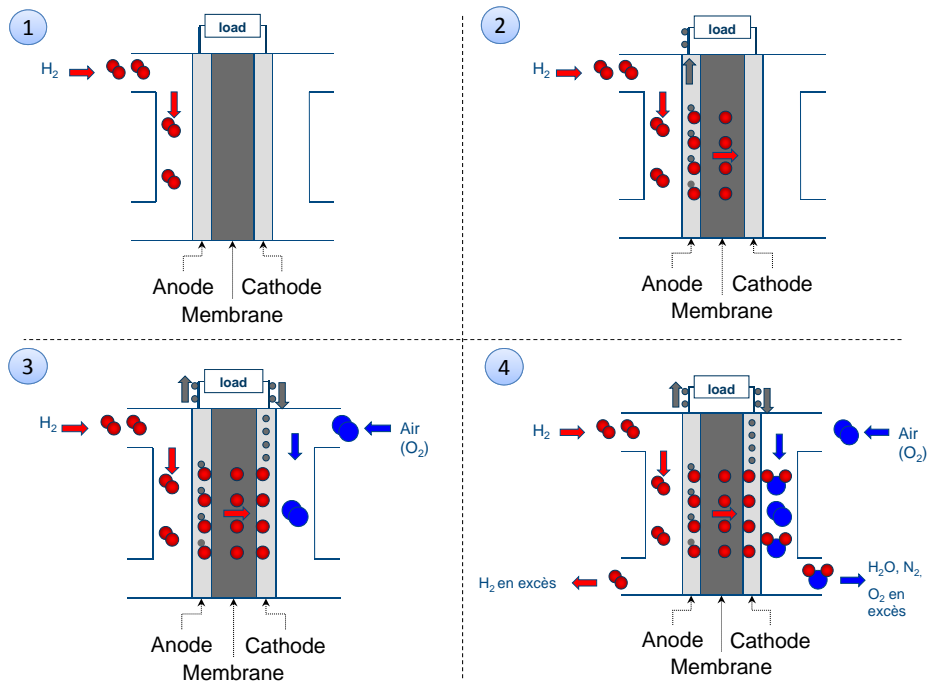 1
load
H2
Anode
Cathode
Membrane
2
load
H2
Anode
Cathode
Membrane
3
load
H2
Air
(O2)
Anode
Cathode
Membrane
4
load
H2
Air
(O2)
H2 en excès
H2O, N2,
O2 en
excès
Anode
Cathode
Membrane